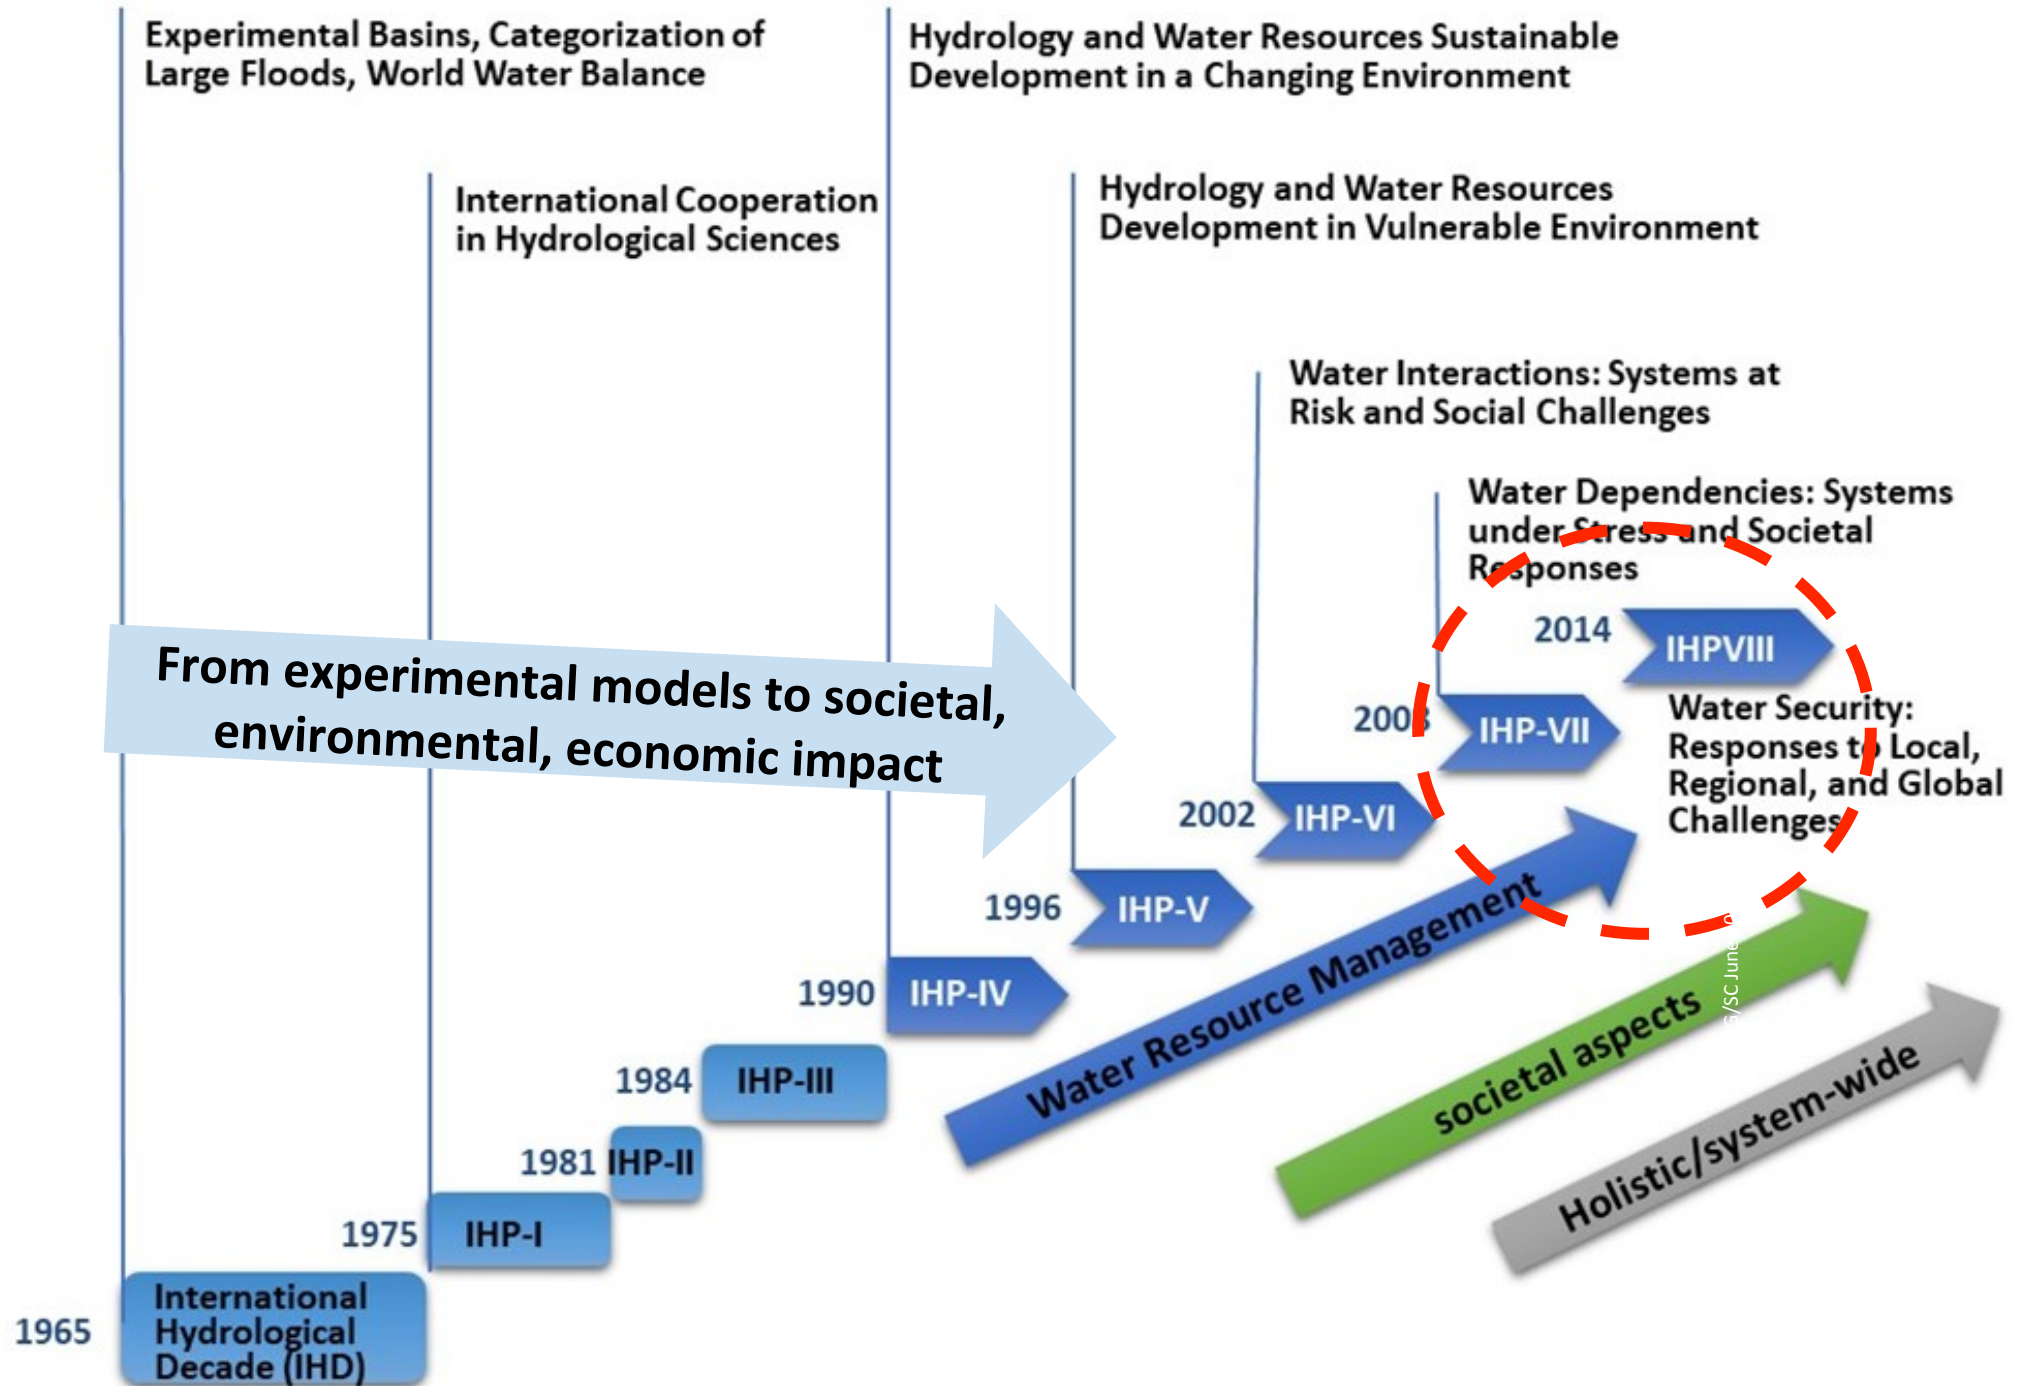 Experimental Basins, Categorization of
Large Floods, World Water Balance
Hydrology and Water Resources Sustainable
Development in a Changing Environment
International Cooperation
in Hydrological Sciences
Hydrology and Water Resources
Development in Vulnerable Environment
Water Interactions: Systems at
Risk and Social Challenges
Water Dependencies: Systems
under Stress and Societal
Responses
From experimental models to societal,
environmental, economic impact
2014
IHPVIII
Water Security:
Responses to Local,
Regional, and Global
Challenges
IHP-VII
2002
IHP-VI
1996
IHP-V
1990
IHP-IV
1984
IHP-III
1981
IHP-II
1975
IHP-I
1965
International
Hydrological
Decade (IHD)
Water Resource Management
societal aspects
Holistic/system-wide